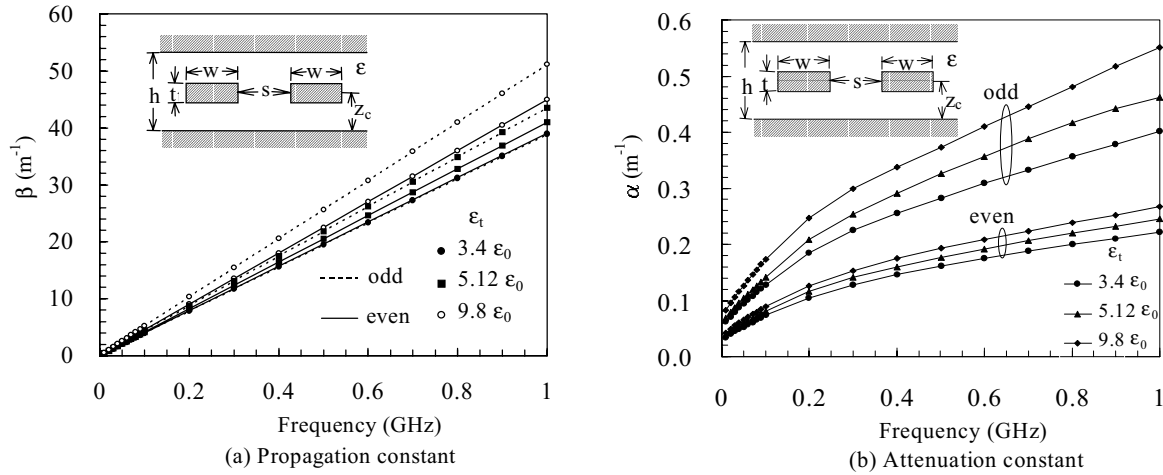 60
50
40
30
20
10
0
β (m⁻¹)
w
w
ε
h
t
s
z_c
ε_t
3.4 ε₀
5.12 ε₀
9.8 ε₀
odd
even
0
0.2
0.4
0.6
0.8
1
Frequency (GHz)
(a) Propagation constant
0.6
0.5
0.4
0.3
0.2
0.1
0.0
α (m⁻¹)
w
w
ε
h
t
s
z_c
odd
even
ε_t
3.4 ε₀
5.12 ε₀
9.8 ε₀
0
0.2
0.4
0.6
0.8
1
Frequency (GHz)
(b) Attenuation constant